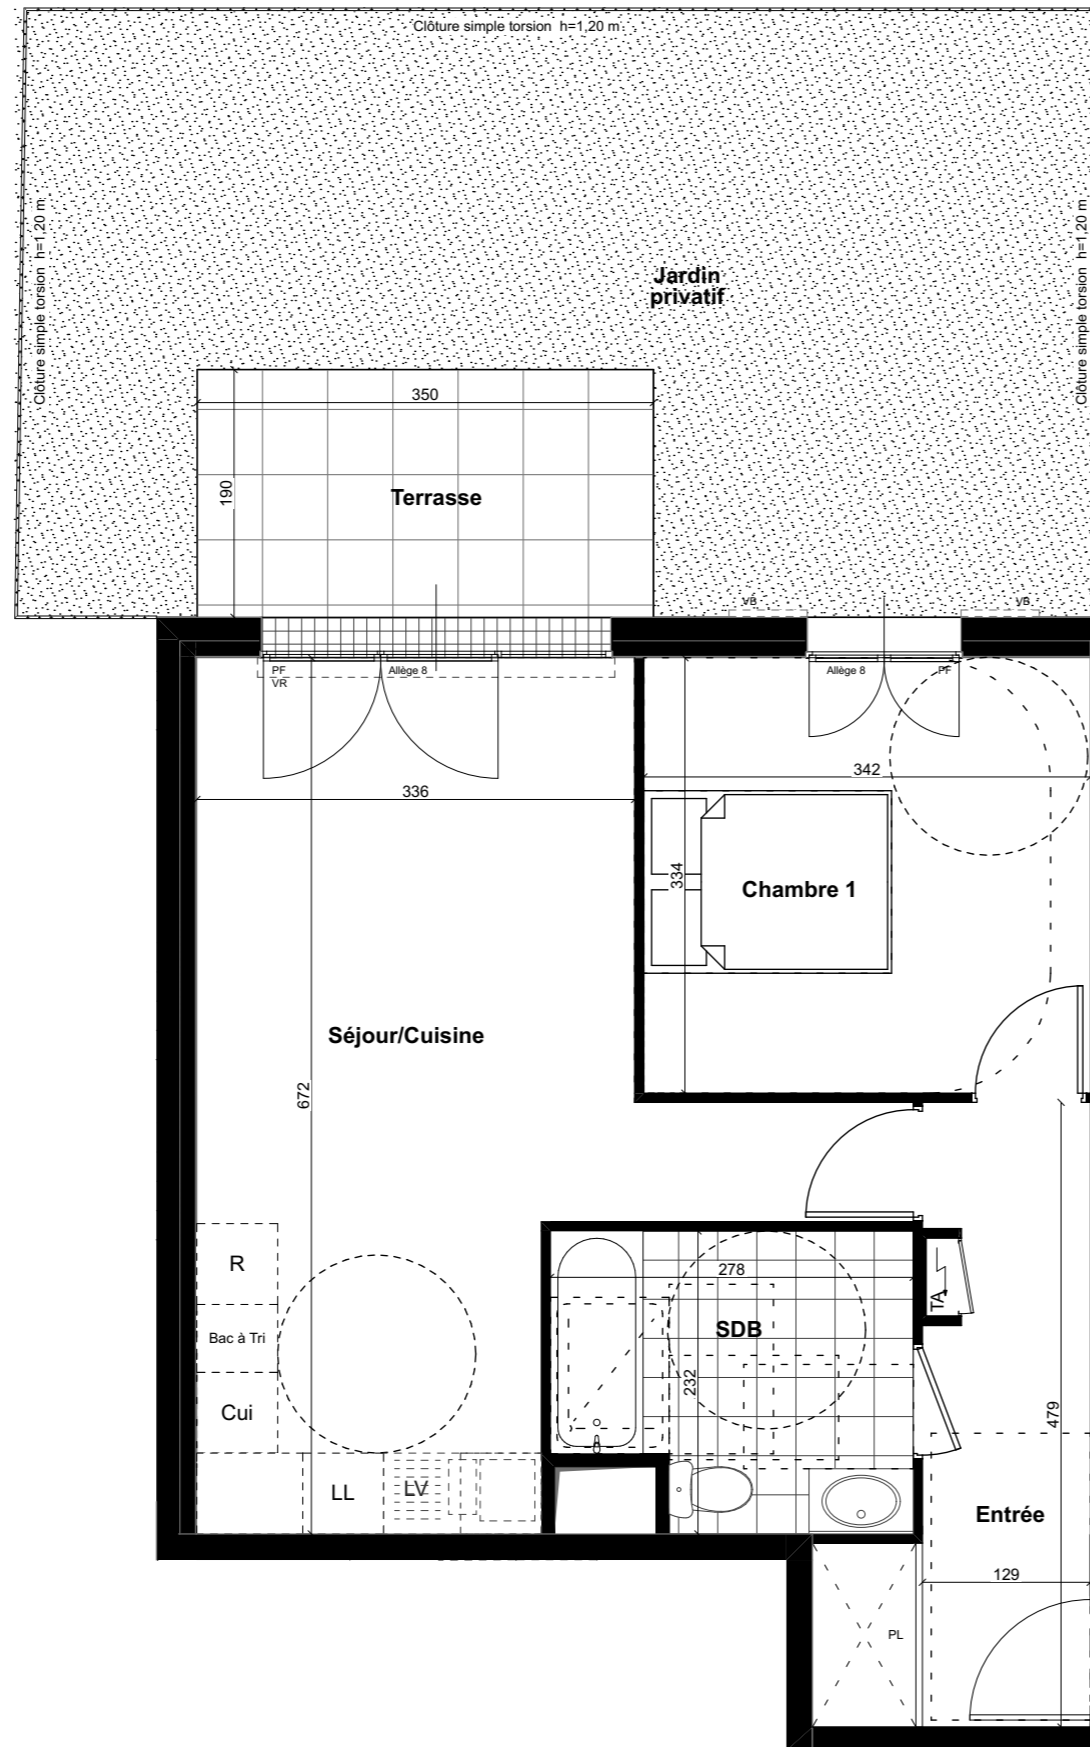 Clôture simple torsion h=1,20 m
Clôture simple torsion h=1,20 m
Clôture simple torsion h=1,20 m
Jardin
privatif
350
190
Terrasse
VB
VB
PF
VR
Allège 8
Allège 8
PF
336
342
334
Chambre 1
Séjour/Cuisine
672
R
Bac à Tri
Cui
LL
LV
278
SDB
232
TA
479
Entrée
129
PL